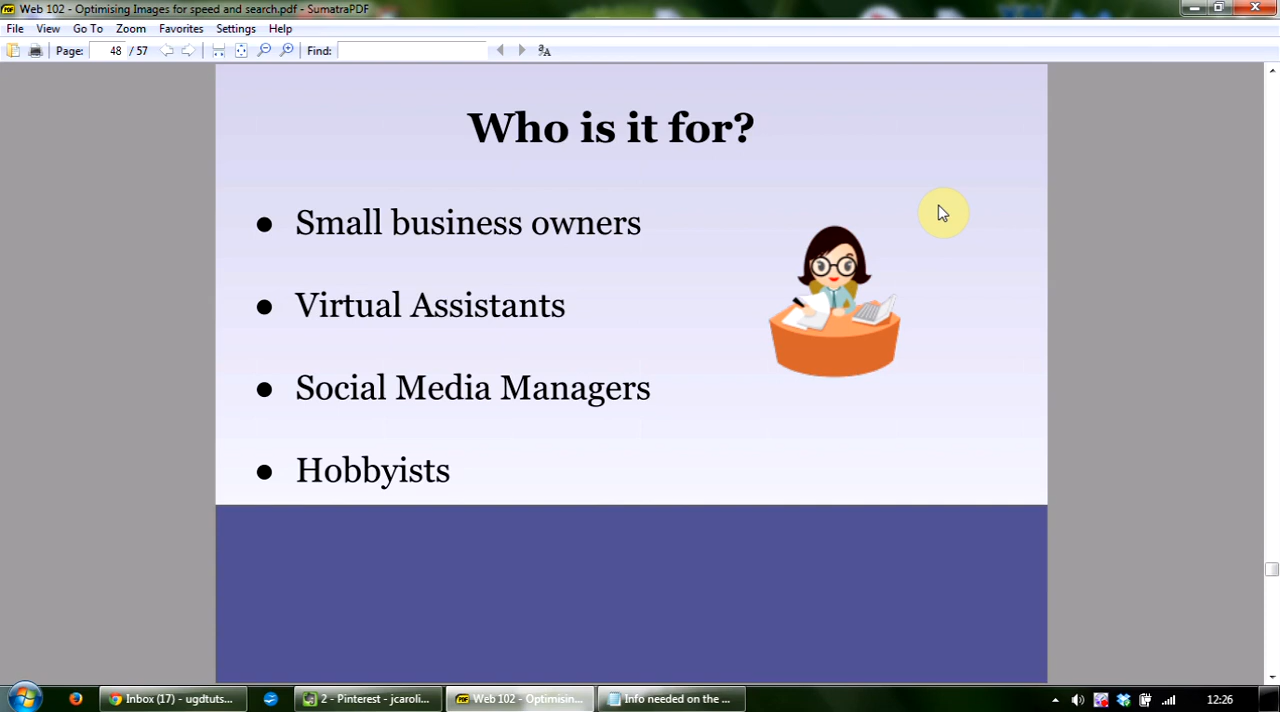 Web 102 - Optimising Images for speed and search.pdf - SumatraPDF
File View Go To Zoom Favorites Settings Help
Page: 48 / 57 Find:
Who is it for?
● Small business owners
● Virtual Assistants
● Social Media Managers
● Hobbyists
Inbox (17) - ugdtuts... 2 - Pinterest - jcaroli... Web 102 - Optimisin... Info needed on the ... 12:26